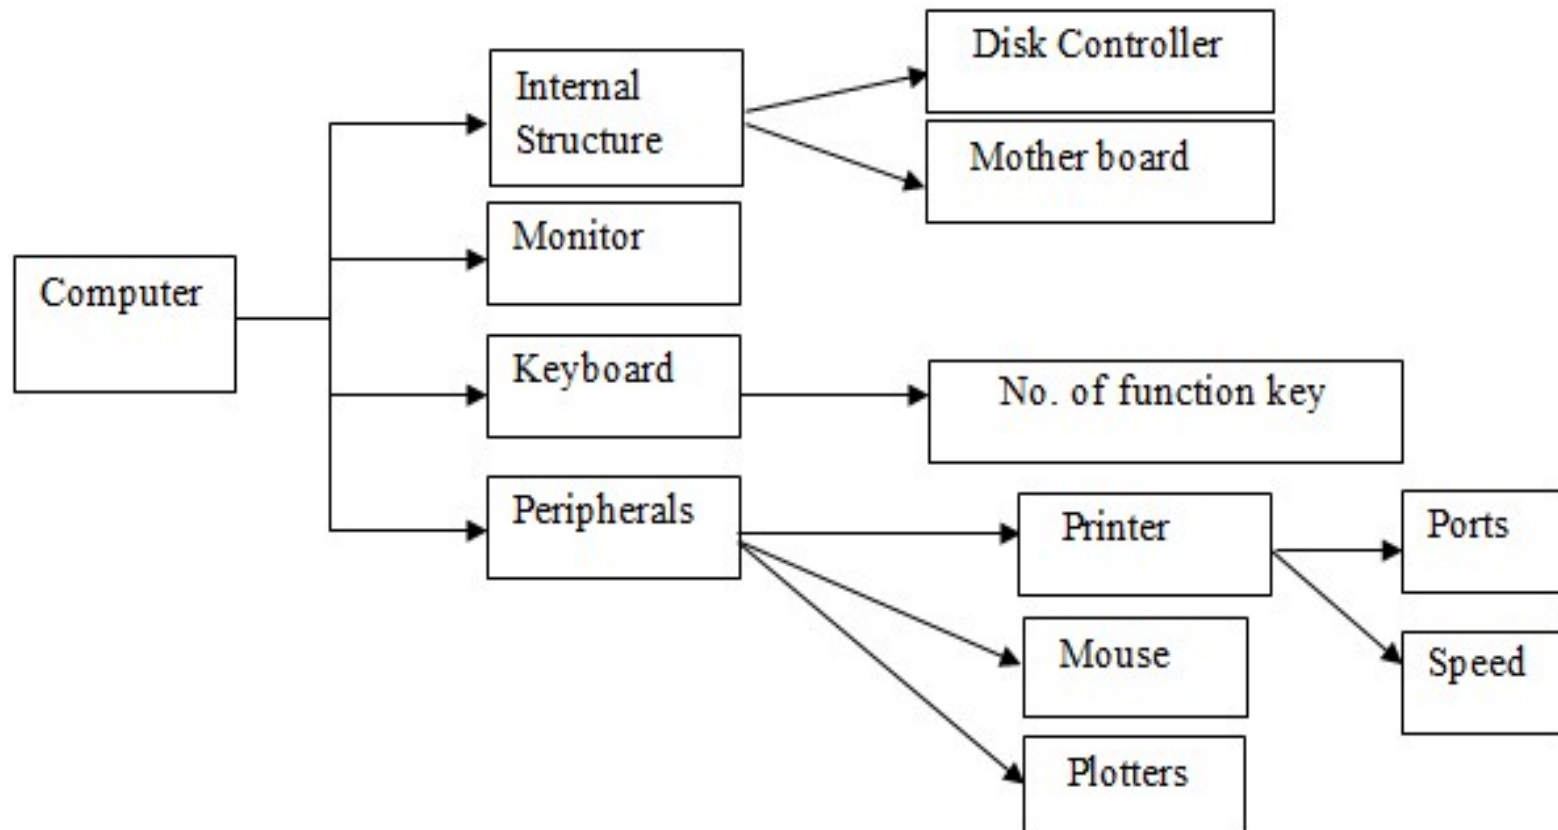 Disk Controller
Internal
Structure
Mother board
Monitor
Computer
Keyboard
No. of function key
Peripherals
Printer
Ports
Mouse
Speed
Plotters